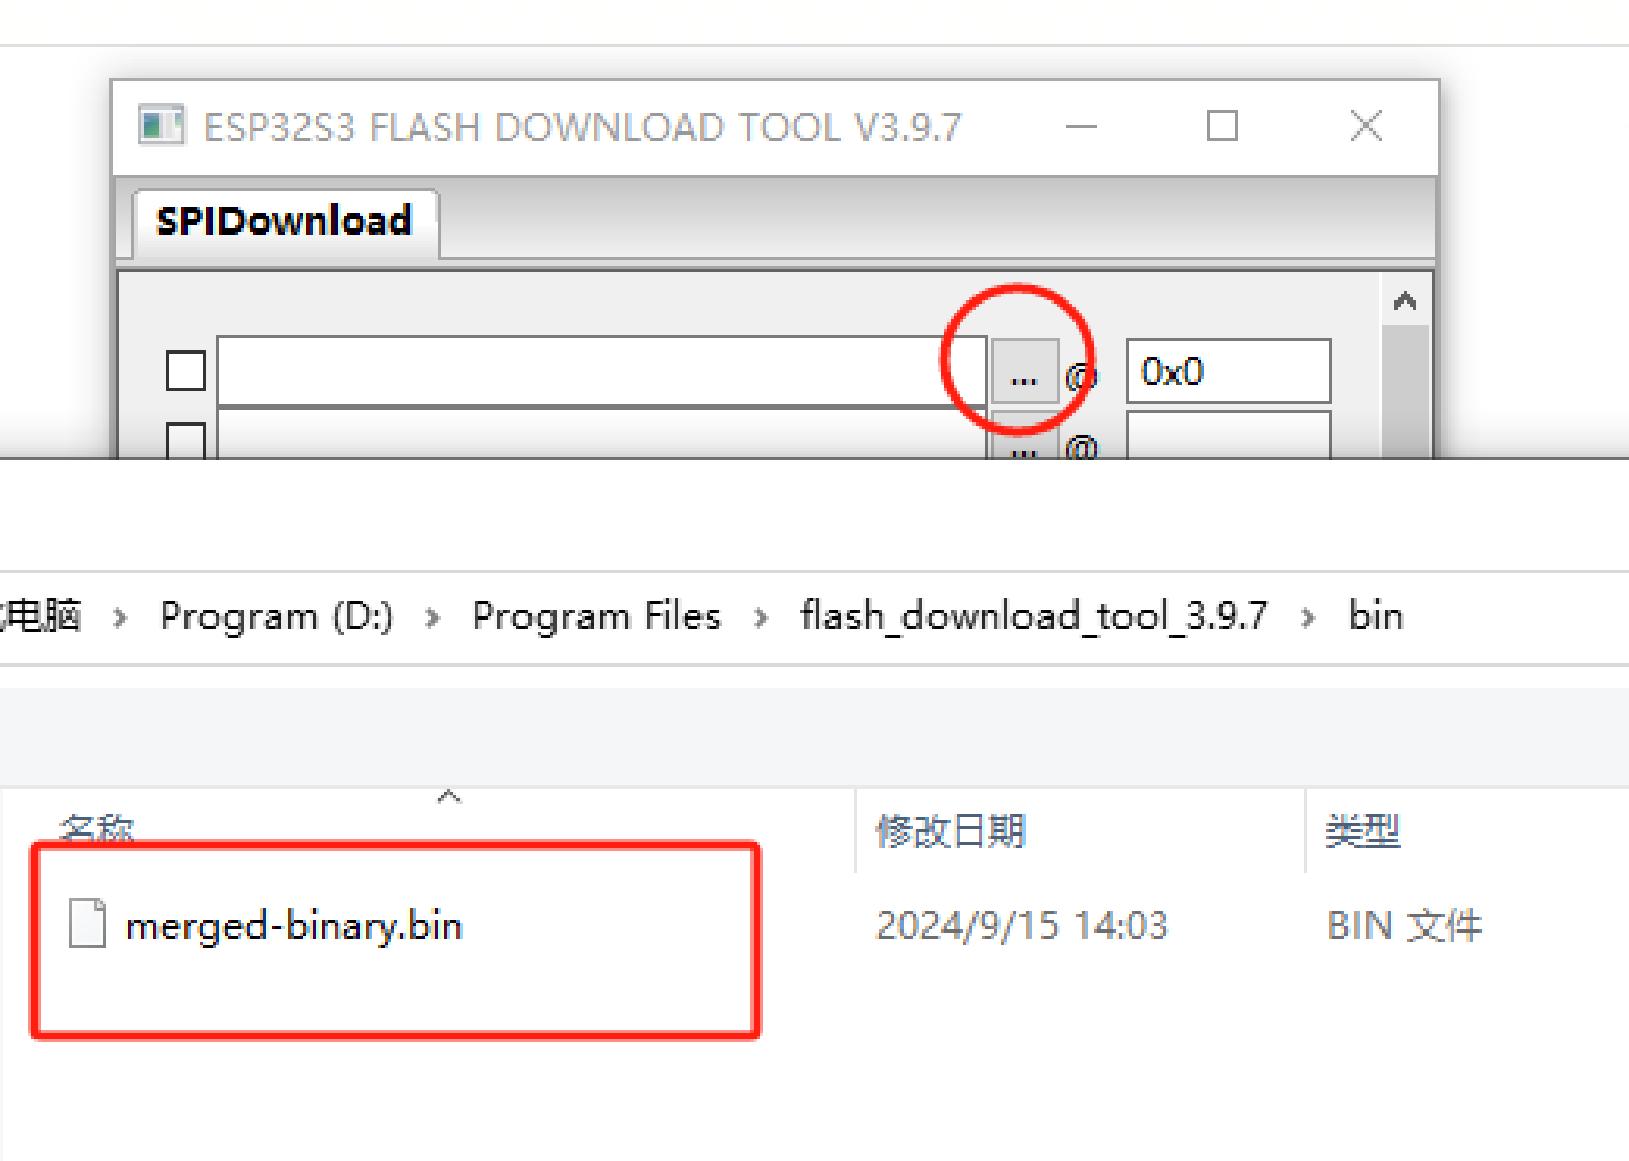 ESP32S3 FLASH DOWNLOAD TOOL V3.9.7
SPIDownload
... @ 0x0
... @
电脑 › Program (D:) › Program Files › flash_download_tool_3.9.7 › bin
名称 修改日期 类型
merged-binary.bin 2024/9/15 14:03 BIN 文件